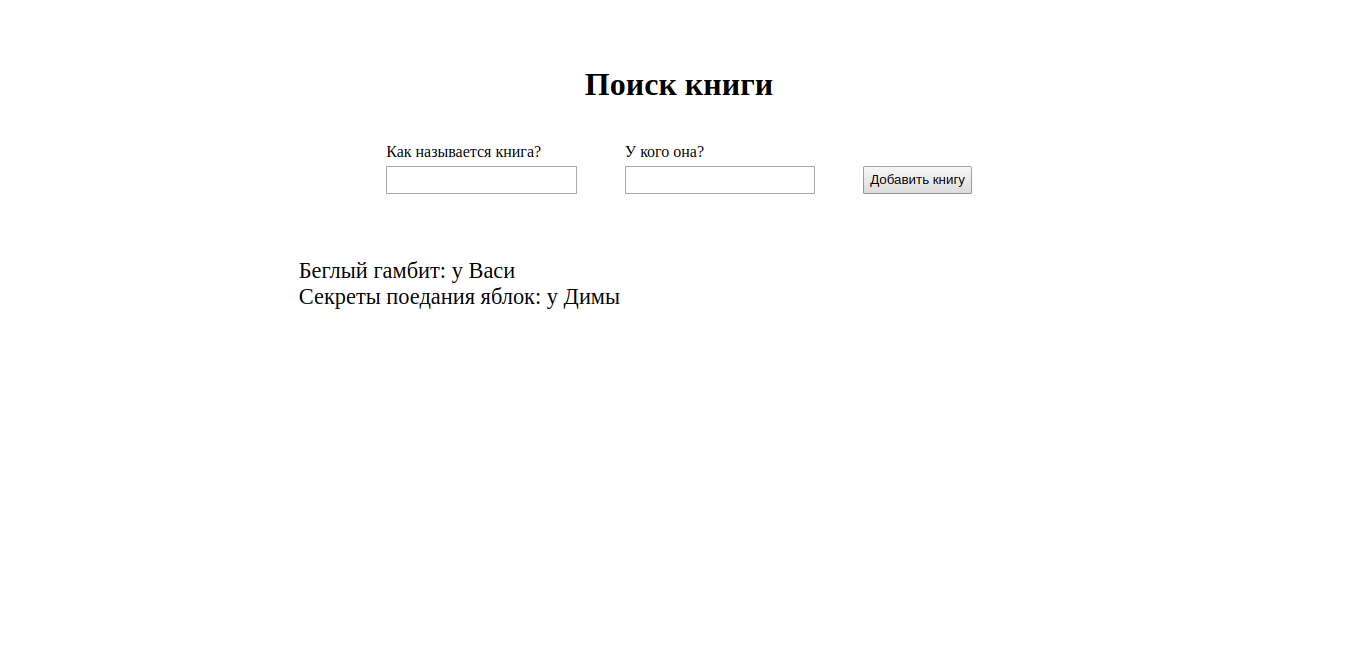 Поиск книги
Как называется книга?
У кого она?
Добавить книгу
Беглый гамбит: у Васи
Секреты поедания яблок: у Димы